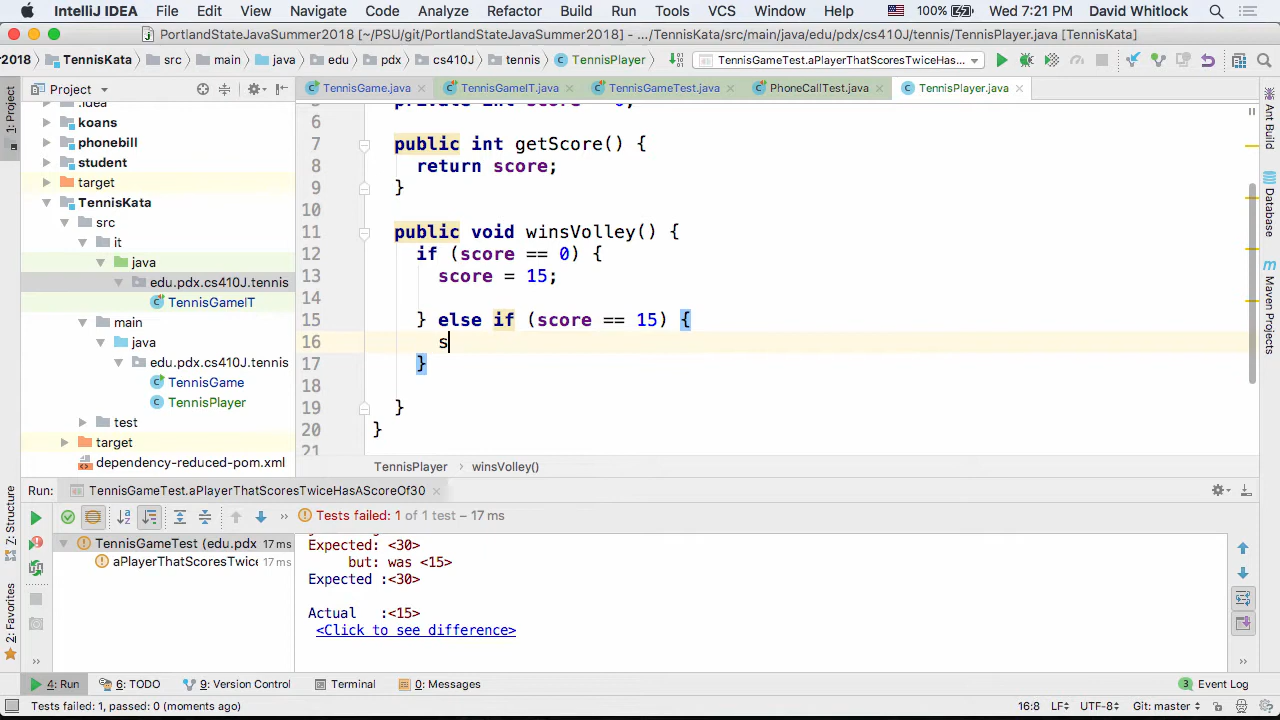 IntelliJ IDEA File Edit View Navigate Code Analyze Refactor Build Run Tools VCS Window Help 100% Wed 7:21 PM David Whitlock
PortlandStateJavaSummer2018 [~/PSU/git/PortlandStateJavaSummer2018] - .../TennisKata/src/main/java/edu/pdx/cs410J/tennis/TennisPlayer.java [TennisKata]
2018 TennisKata src main java edu pdx cs410J tennis TennisPlayer TennisGameTest.aPlayerThatScoresTwiceHas...
Project TennisGame.java TennisGameIT.java TennisGameTest.java PhoneCallTest.java TennisPlayer.java
.idea
koans
phonebill
student
target
TennisKata
src
it
java
edu.pdx.cs410J.tennis
TennisGameIT
main
java
edu.pdx.cs410J.tennis
TennisGame
TennisPlayer
test
target
dependency-reduced-pom.xml
1: Project
Z: Structure
2: Favorites
private int score = 0;
6
7 public int getScore() {
8 return score;
9 }
10
11 public void winsVolley() {
12 if (score == 0) {
13 score = 15;
14
15 } else if (score == 15) {
16 s
17 }
18
19 }
20 }
21
TennisPlayer winsVolley()
Ant Build
Database
Maven Projects
Run: TennisGameTest.aPlayerThatScoresTwiceHasAScoreOf30
Tests failed: 1 of 1 test – 17 ms
TennisGameTest (edu.pdx 17 ms
aPlayerThatScoresTwice 17 ms
Expected: <30>
but: was <15>
Expected :<30>
Actual :<15>
<Click to see difference>
4: Run 6: TODO 9: Version Control Terminal 0: Messages 3 Event Log
Tests failed: 1, passed: 0 (moments ago) 16:8 LF UTF-8 Git: master